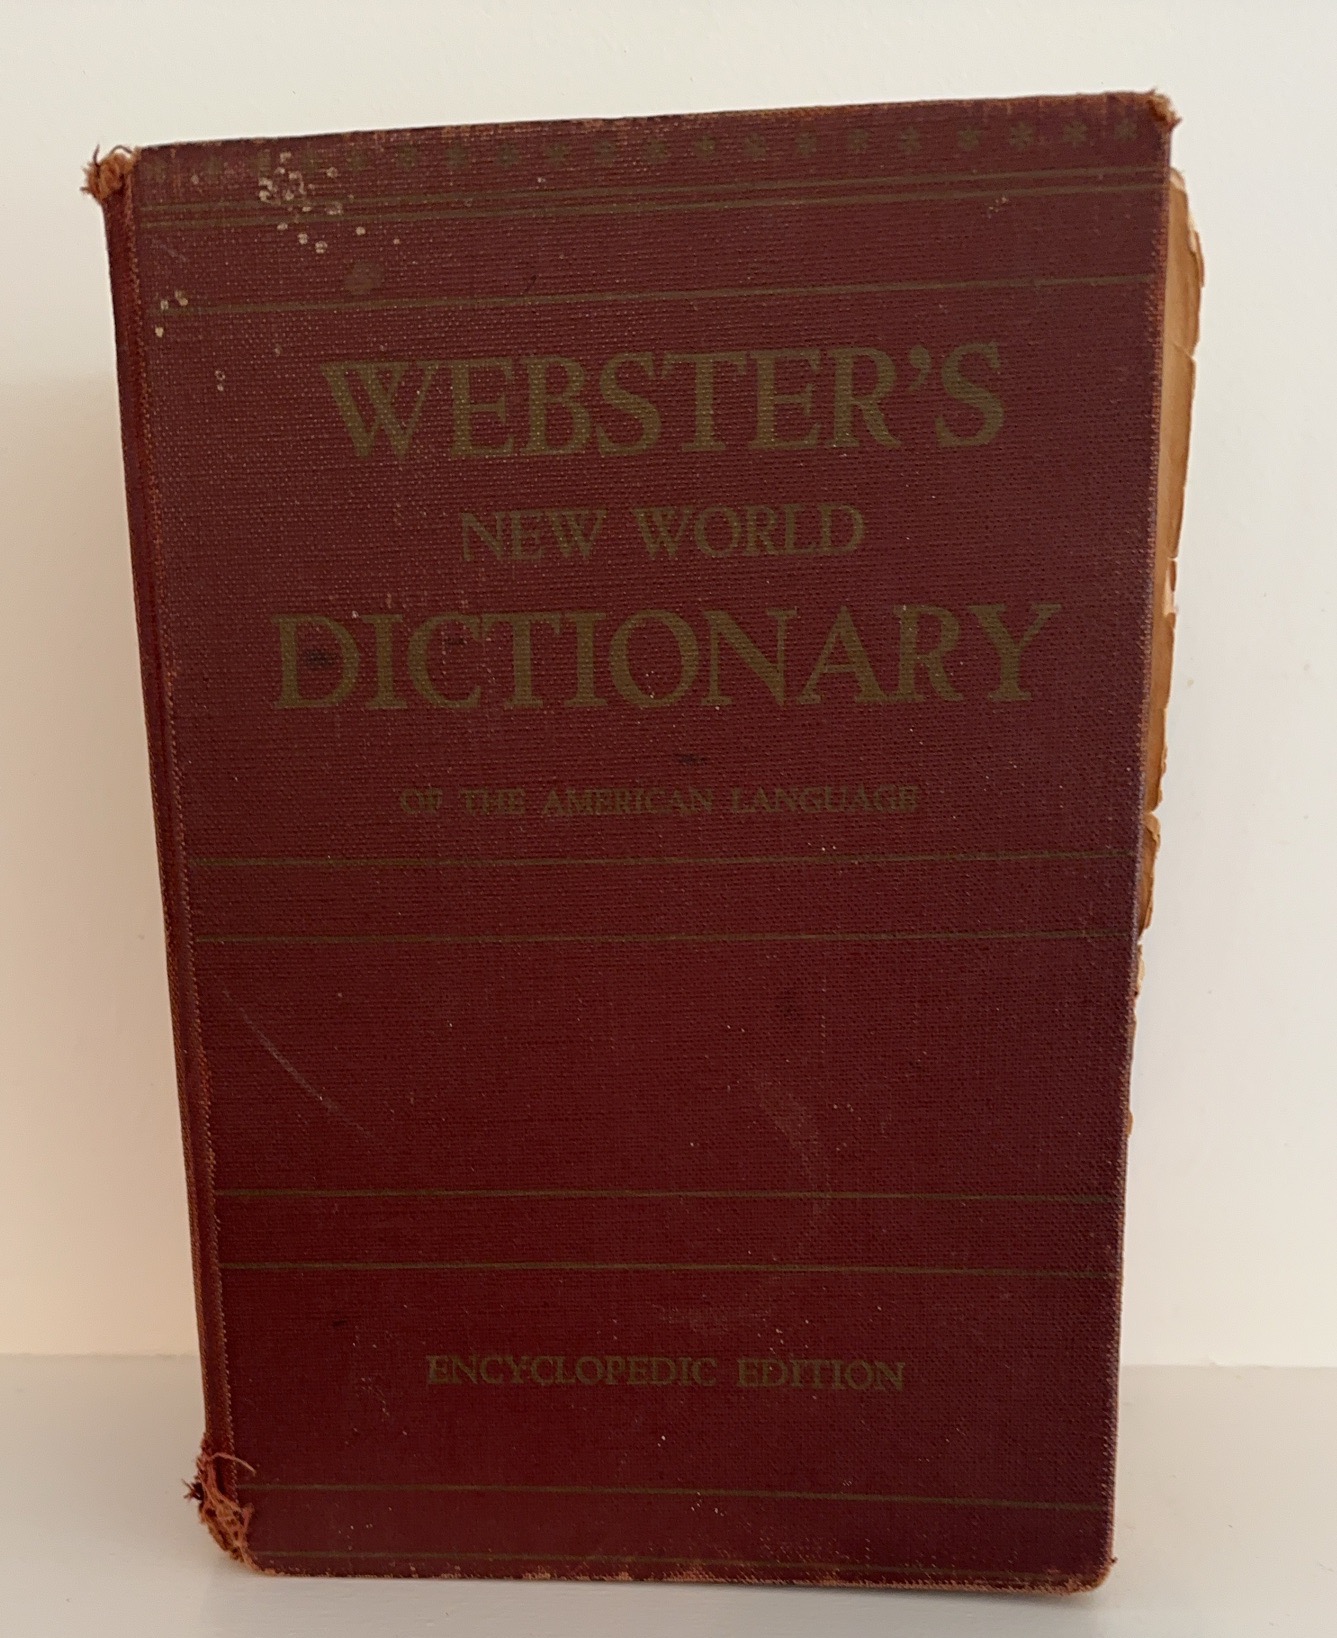 WEBSTER'S
NEW WORLD
DICTIONARY
OF THE AMERICAN LANGUAGE
ENCYCLOPEDIC EDITION